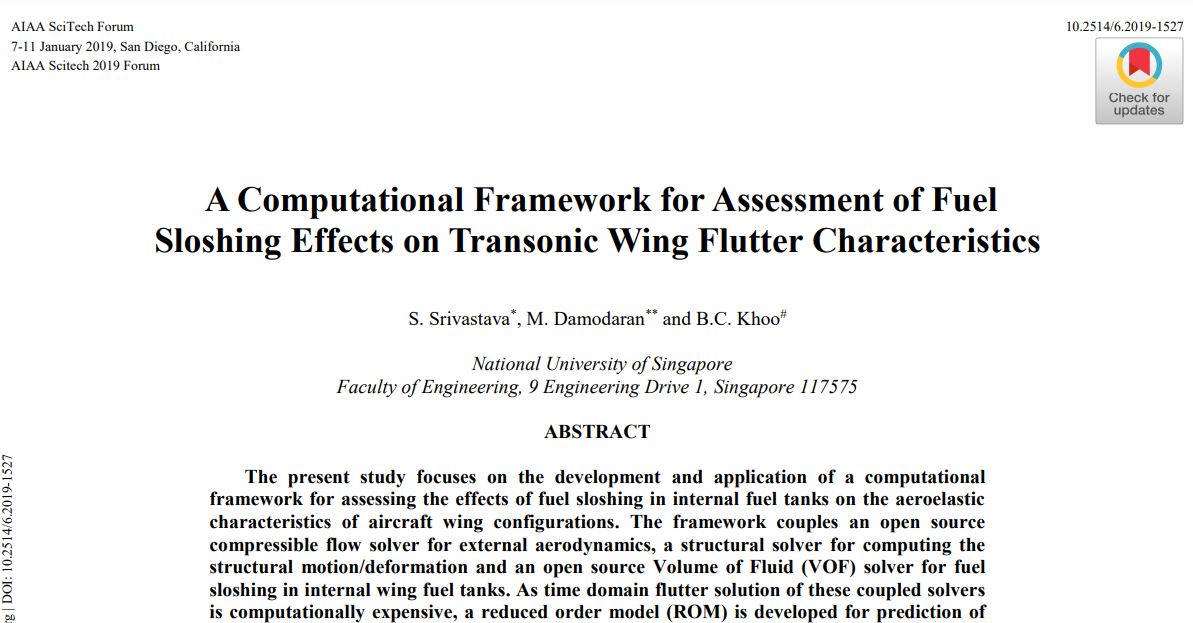 AIAA SciTech Forum
7-11 January 2019, San Diego, California
AIAA Scitech 2019 Forum
10.2514/6.2019-1527
Check for
updates
A Computational Framework for Assessment of Fuel
Sloshing Effects on Transonic Wing Flutter Characteristics
S. Srivastava*, M. Damodaran** and B.C. Khoo#
National University of Singapore
Faculty of Engineering, 9 Engineering Drive 1, Singapore 117575
ABSTRACT
The present study focuses on the development and application of a computational
framework for assessing the effects of fuel sloshing in internal fuel tanks on the aeroelastic
characteristics of aircraft wing configurations. The framework couples an open source
compressible flow solver for external aerodynamics, a structural solver for computing the
structural motion/deformation and an open source Volume of Fluid (VOF) solver for fuel
sloshing in internal wing fuel tanks. As time domain flutter solution of these coupled solvers
is computationally expensive, a reduced order model (ROM) is developed for prediction of
rg | DOI: 10.2514/6.2019-1527